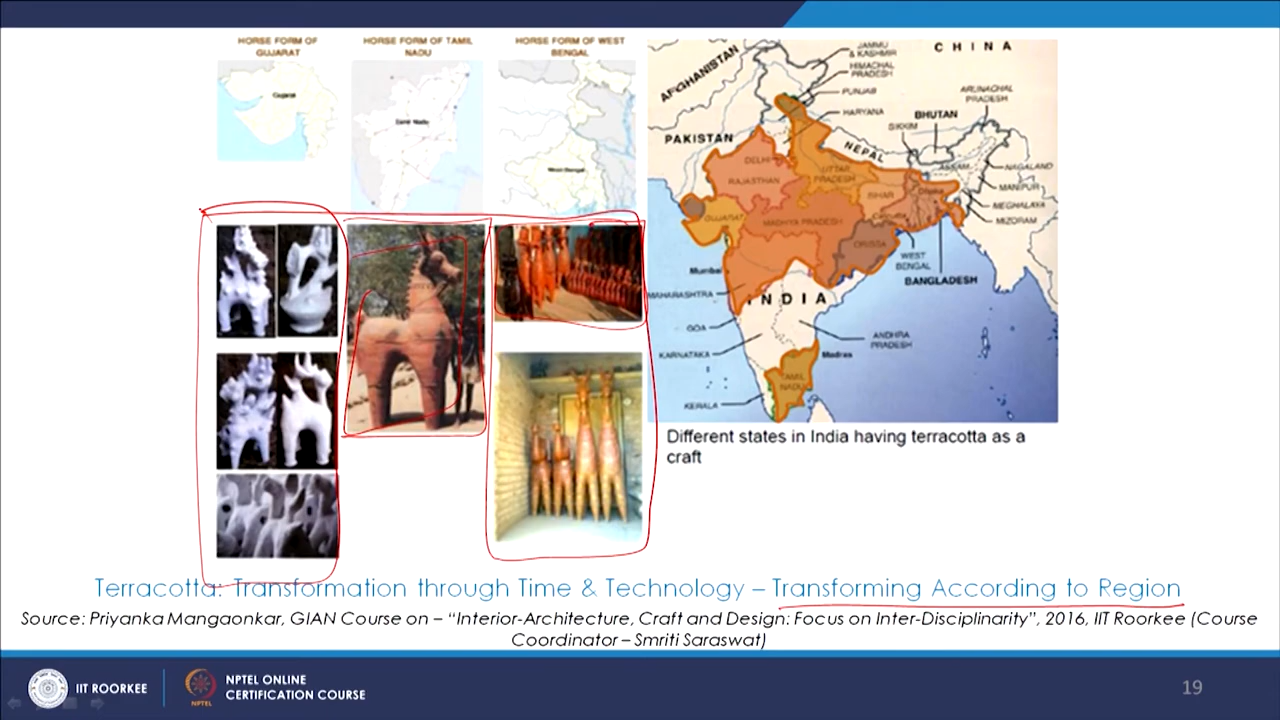 HORSE FORM OF
GUJARAT
HORSE FORM OF TAMIL
NADU
HORSE FORM OF WEST
BENGAL
Gujarat
Tamil Nadu
West Bengal
CHINA
AFGHANISTAN
JAMMU
& KASHMIR
HIMACHAL
PRADESH
PUNJAB
HARYANA
ARUNACHAL
PRADESH
BHUTAN
SIKKIM
PAKISTAN
NEPAL
DELHI
ASSAM
NAGALAND
RAJASTHAN
UTTAR
PRADESH
MANIPUR
BIHAR
Dhaka
MEGHALAYA
MIZORAM
GUJARAT
MADHYA PRADESH
Calcutta
ORISSA
WEST
BENGAL
BANGLADESH
Mumbai
MAHARASHTRA
INDIA
GOA
ANDHRA
PRADESH
KARNATAKA
Madras
TAMIL
NADU
KERALA
Different states in India having terracotta as a
craft
Terracotta: Transformation through Time & Technology – Transforming According to Region
Source: Priyanka Mangaonkar, GIAN Course on – “Interior-Architecture, Craft and Design: Focus on Inter-Disciplinarity”, 2016, IIT Roorkee (Course
Coordinator – Smriti Saraswat)
IIT ROORKEE
NPTEL
NPTEL ONLINE
CERTIFICATION COURSE
19